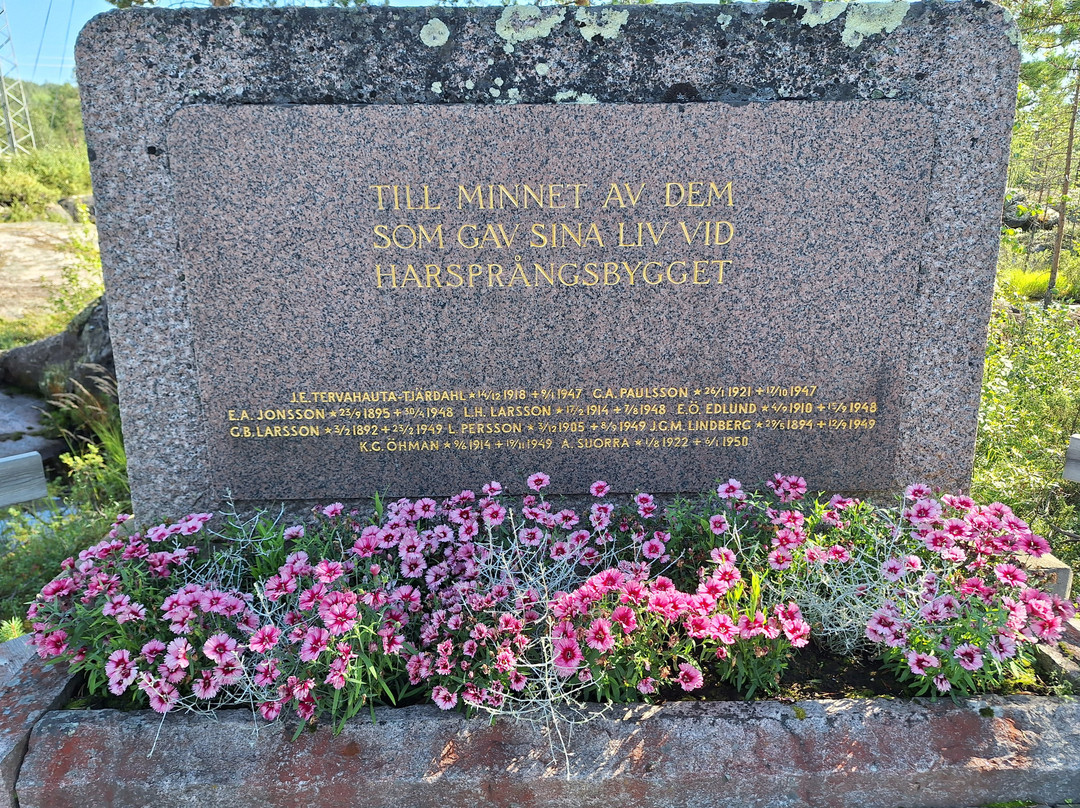 TILL MINNET AV DEM
SOM GAV SINA LIV VID
HARSPRÅNGSBYGGET
J.E. TERVAHAUTA-TJÄRDAHL ★ 14/12 1918 + 9/1 1947 G.A. PAULSSON ★ 26/1 1921 + 17/10 1947
E.A. JONSSON ★ 23/9 1895 + 30/4 1948 L.H. LARSSON ★ 17/2 1914 + 7/8 1948 E.Ö. EDLUND ★ 4/9 1910 + 15/9 1948
G.B. LARSSON ★ 3/2 1892 + 23/2 1949 L. PERSSON ★ 3/12 1905 + 8/3 1949 J.G.M. LINDBERG ★ 29/5 1894 + 12/9 1949
K.G. ÖHMAN ★ 9/6 1914 + 19/11 1949 A. SUORRA ★ 1/8 1922 + 6/1 1950